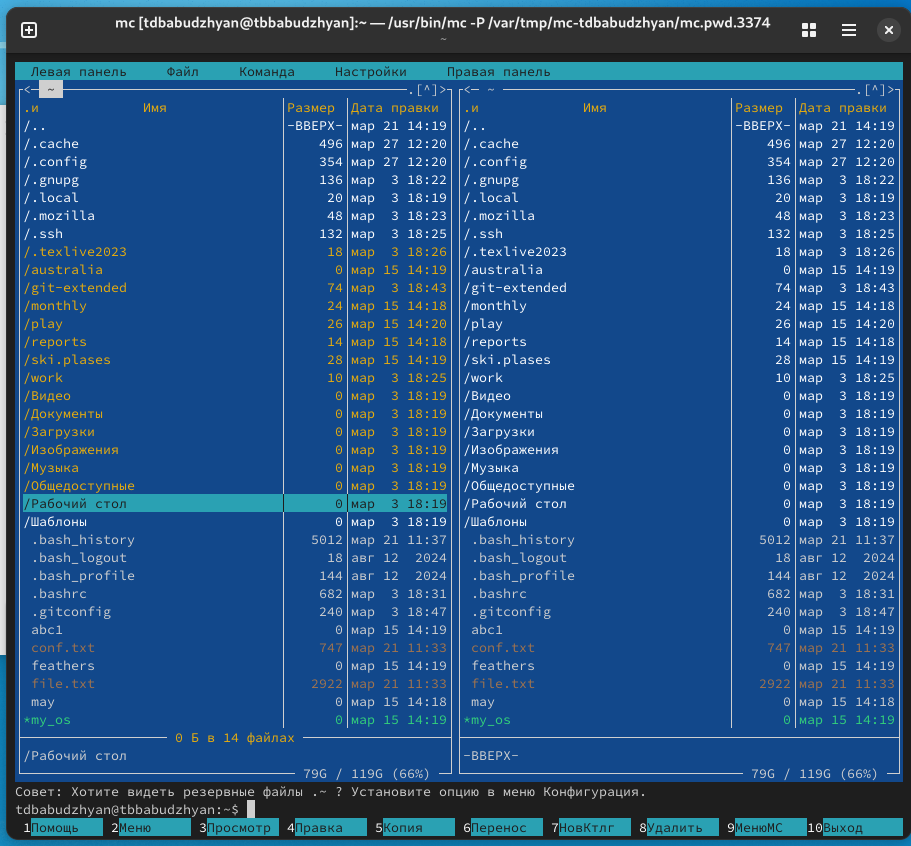 mc [tdbabudzhyan@tbbabudzhyan]:~ — /usr/bin/mc -P /var/tmp/mc-tdbabudzhyan/mc.pwd.3374
~
Левая панель Файл Команда Настройки Правая панель
<— ~ .[^]> <— ~ .[^]>
.и Имя Размер Дата правки .и Имя Размер Дата правки
/.. -ВВЕРХ- мар 21 14:19 /.. -ВВЕРХ- мар 21 14:19
/.cache 496 мар 27 12:20 /.cache 496 мар 27 12:20
/.config 354 мар 27 12:20 /.config 354 мар 27 12:20
/.gnupg 136 мар 3 18:22 /.gnupg 136 мар 3 18:22
/.local 20 мар 3 18:19 /.local 20 мар 3 18:19
/.mozilla 48 мар 3 18:23 /.mozilla 48 мар 3 18:23
/.ssh 132 мар 3 18:25 /.ssh 132 мар 3 18:25
/.texlive2023 18 мар 3 18:26 /.texlive2023 18 мар 3 18:26
/australia 0 мар 15 14:19 /australia 0 мар 15 14:19
/git-extended 74 мар 3 18:43 /git-extended 74 мар 3 18:43
/monthly 24 мар 15 14:18 /monthly 24 мар 15 14:18
/play 26 мар 15 14:20 /play 26 мар 15 14:20
/reports 14 мар 15 14:18 /reports 14 мар 15 14:18
/ski.plases 28 мар 15 14:19 /ski.plases 28 мар 15 14:19
/work 10 мар 3 18:25 /work 10 мар 3 18:25
/Видео 0 мар 3 18:19 /Видео 0 мар 3 18:19
/Документы 0 мар 3 18:19 /Документы 0 мар 3 18:19
/Загрузки 0 мар 3 18:19 /Загрузки 0 мар 3 18:19
/Изображения 0 мар 3 18:19 /Изображения 0 мар 3 18:19
/Музыка 0 мар 3 18:19 /Музыка 0 мар 3 18:19
/Общедоступные 0 мар 3 18:19 /Общедоступные 0 мар 3 18:19
/Рабочий стол 0 мар 3 18:19 /Рабочий стол 0 мар 3 18:19
/Шаблоны 0 мар 3 18:19 /Шаблоны 0 мар 3 18:19
.bash_history 5012 мар 21 11:37 .bash_history 5012 мар 21 11:37
.bash_logout 18 авг 12 2024 .bash_logout 18 авг 12 2024
.bash_profile 144 авг 12 2024 .bash_profile 144 авг 12 2024
.bashrc 682 мар 3 18:31 .bashrc 682 мар 3 18:31
.gitconfig 240 мар 3 18:47 .gitconfig 240 мар 3 18:47
abc1 0 мар 15 14:19 abc1 0 мар 15 14:19
conf.txt 747 мар 21 11:33 conf.txt 747 мар 21 11:33
feathers 0 мар 15 14:19 feathers 0 мар 15 14:19
file.txt 2922 мар 21 11:33 file.txt 2922 мар 21 11:33
may 0 мар 15 14:18 may 0 мар 15 14:18
*my_os 0 мар 15 14:19 *my_os 0 мар 15 14:19
0 Б в 14 файлах
/Рабочий стол -ВВЕРХ-
79G / 119G (66%) 79G / 119G (66%)
Совет: Хотите видеть резервные файлы .~ ? Установите опцию в меню Конфигурация.
tdbabudzhyan@tbbabudzhyan:~$
1Помощь 2Меню 3Просмотр 4Правка 5Копия 6Перенос 7НовКтлг 8Удалить 9МенюMC 10Выход